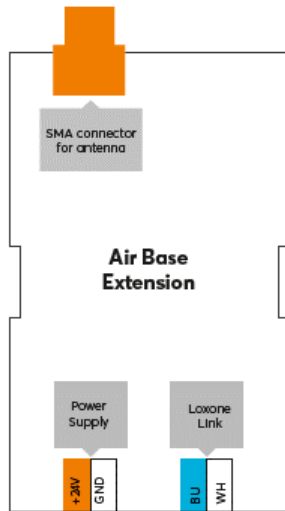 SMA connector
for antenna
Air Base
Extension
Power
Supply
Loxone
Link
+24V
GND
BU
WH